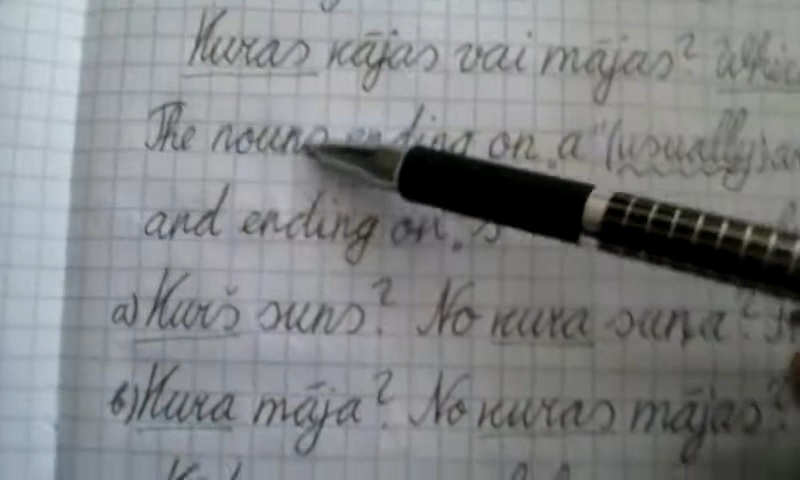 Kuras kājas vai mājas?
The nouns ending on „a" (usually)
and ending on „s
a) Kurš suns? No kura suņa?
b) Kura māja? No kuras mājas?